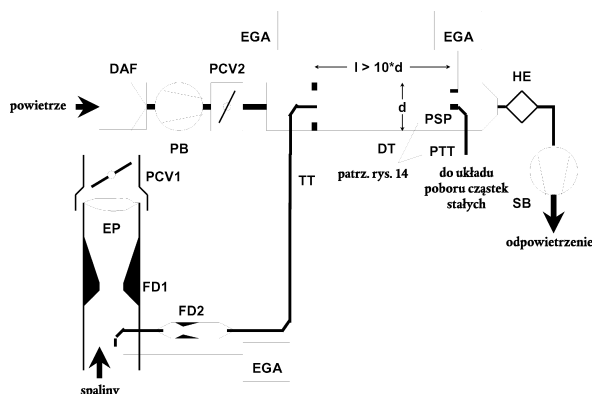 EGA
EGA
l > 10*d
DAF
PCV2
HE
powietrze
d
PSP
PB
DT
PTT
PCV1
TT
patrz. rys. 14
do układu
poboru cząstek
stałych
SB
EP
odpowietrzenie
FD1
FD2
EGA
spaliny